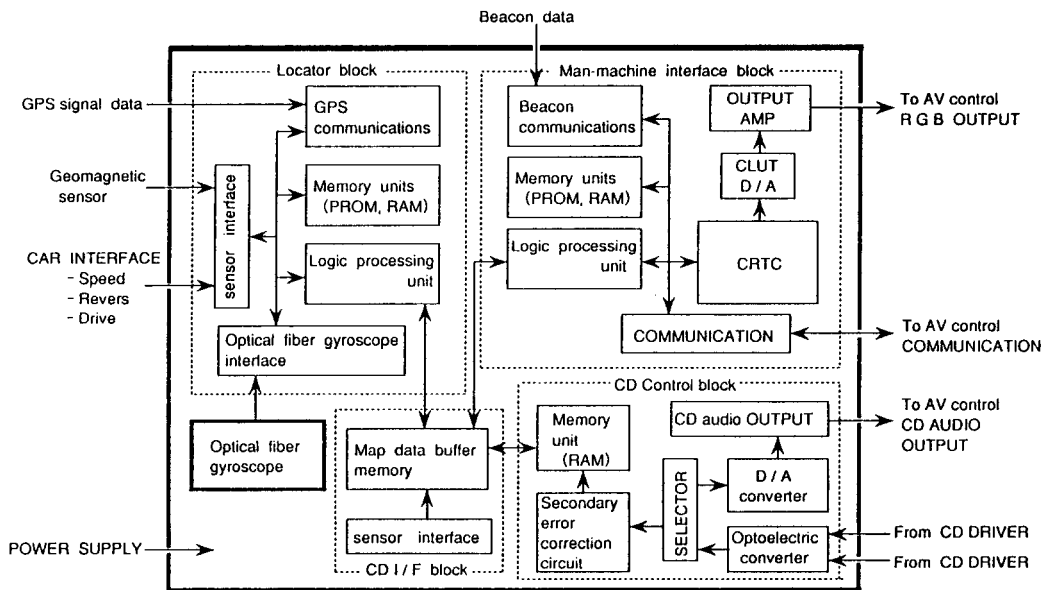 Beacon data
Locator block
Man-machine interface block
GPS signal data
GPS
communications
Beacon
communications
OUTPUT
AMP
To AV control
R G B OUTPUT
Geomagnetic
sensor
sensor interface
Memory units
(PROM, RAM)
Memory units
(PROM, RAM)
CLUT
D / A
CAR INTERFACE
- Speed
- Revers
- Drive
Logic processing
unit
Logic processing
unit
CRTC
Optical fiber gyroscope
interface
COMMUNICATION
To AV control
COMMUNICATION
CD Control block
Optical fiber
gyroscope
Map data buffer
memory
Memory
unit
(RAM)
CD audio OUTPUT
To AV control
CD AUDIO
OUTPUT
SELECTOR
D / A
converter
Secondary
error
correction
circuit
Optoelectric
converter
From CD DRIVER
From CD DRIVER
POWER SUPPLY
sensor interface
CD I / F block